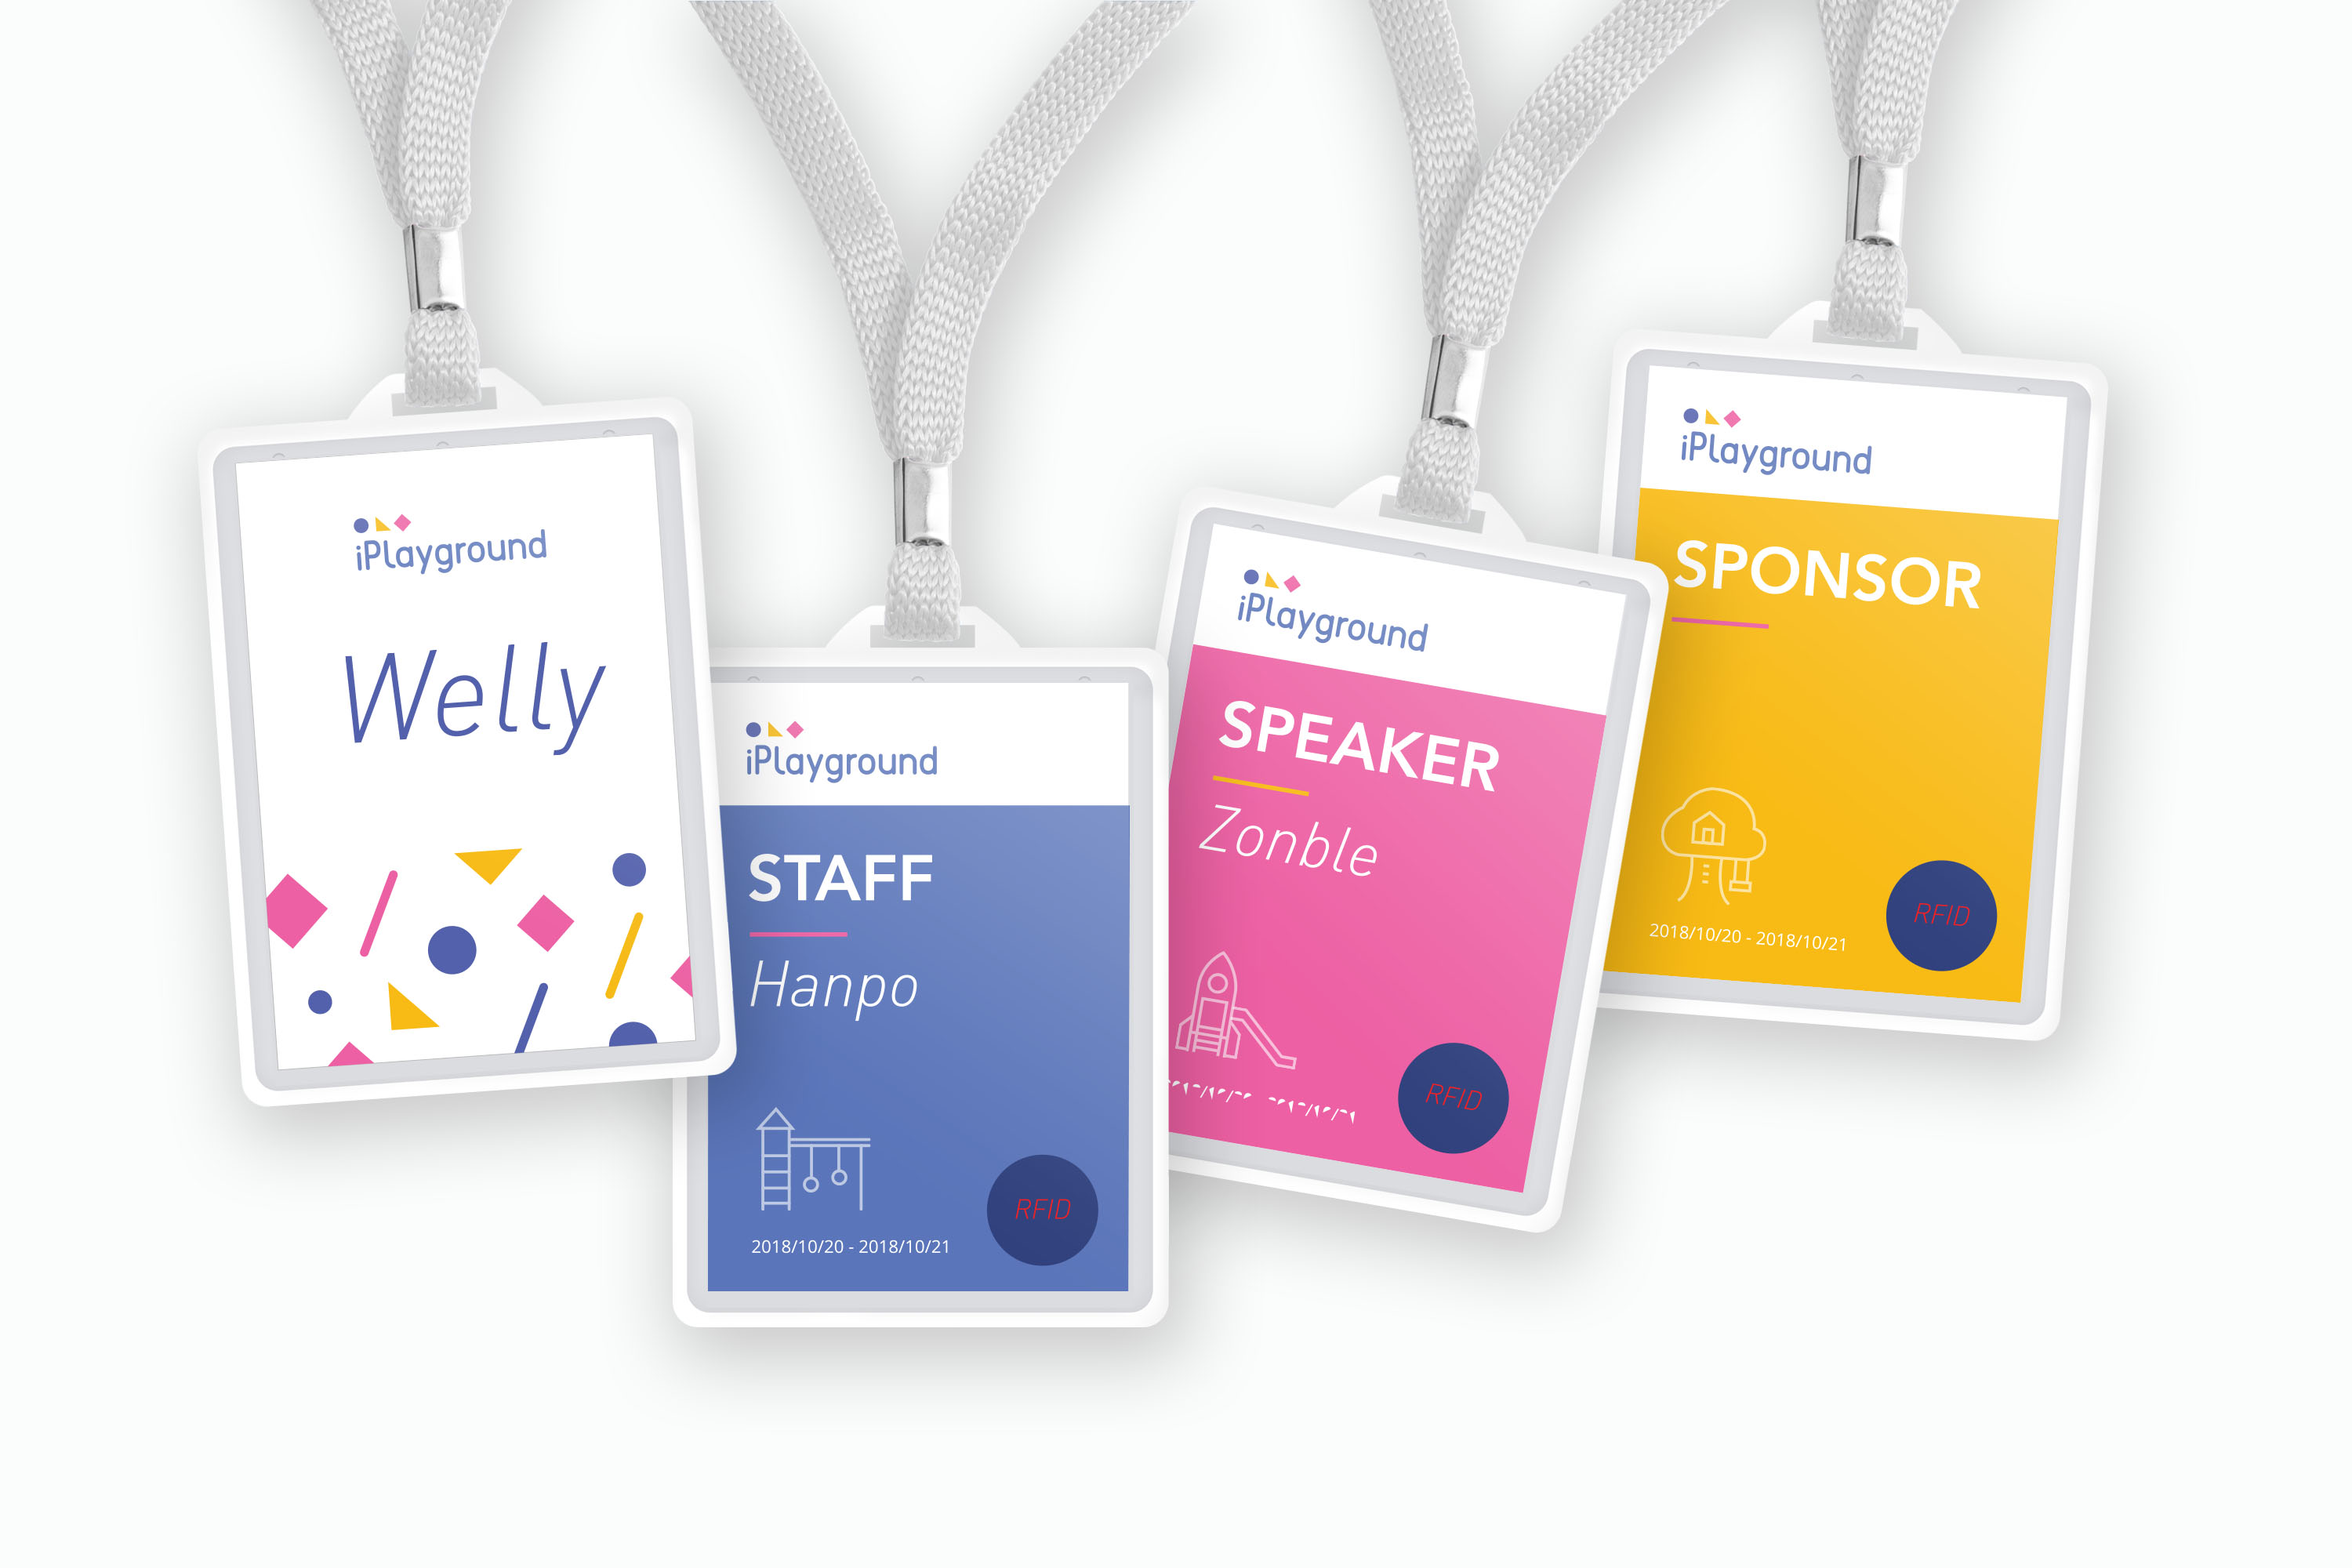 iPlayground
Welly
iPlayground
STAFF
Hanpo
2018/10/20 - 2018/10/21
RFID
iPlayground
SPEAKER
Zonble
RFID
iPlayground
SPONSOR
2018/10/20 - 2018/10/21
RFID